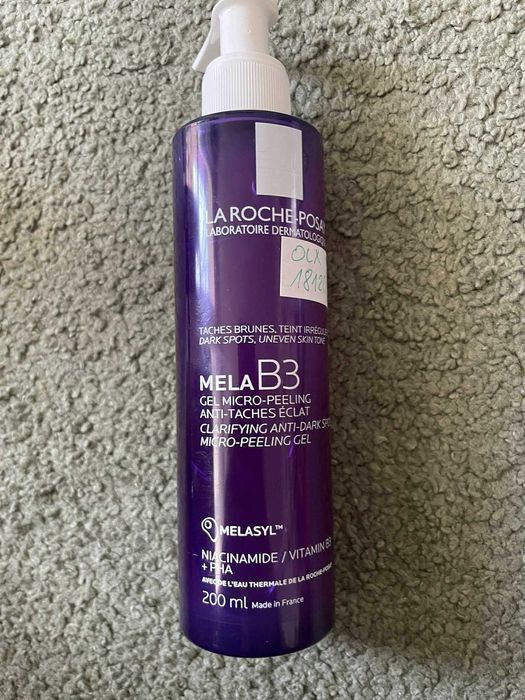 LA ROCHE-POSAY
LABORATOIRE DERMATOLOGIQUE
OLX
TACHES BRUNES, TEINT IRRÉGULIER
DARK SPOTS, UNEVEN SKIN TONE
MELA B3
GEL MICRO-PEELING
ANTI-TACHES ÉCLAT
CLARIFYING ANTI-DARK SPOT
MICRO-PEELING GEL
MELASYL™
NIACINAMIDE / VITAMIN B3
+ PHA
AVEC DE L'EAU THERMALE DE LA ROCHE-POSAY
200 ml Made in France